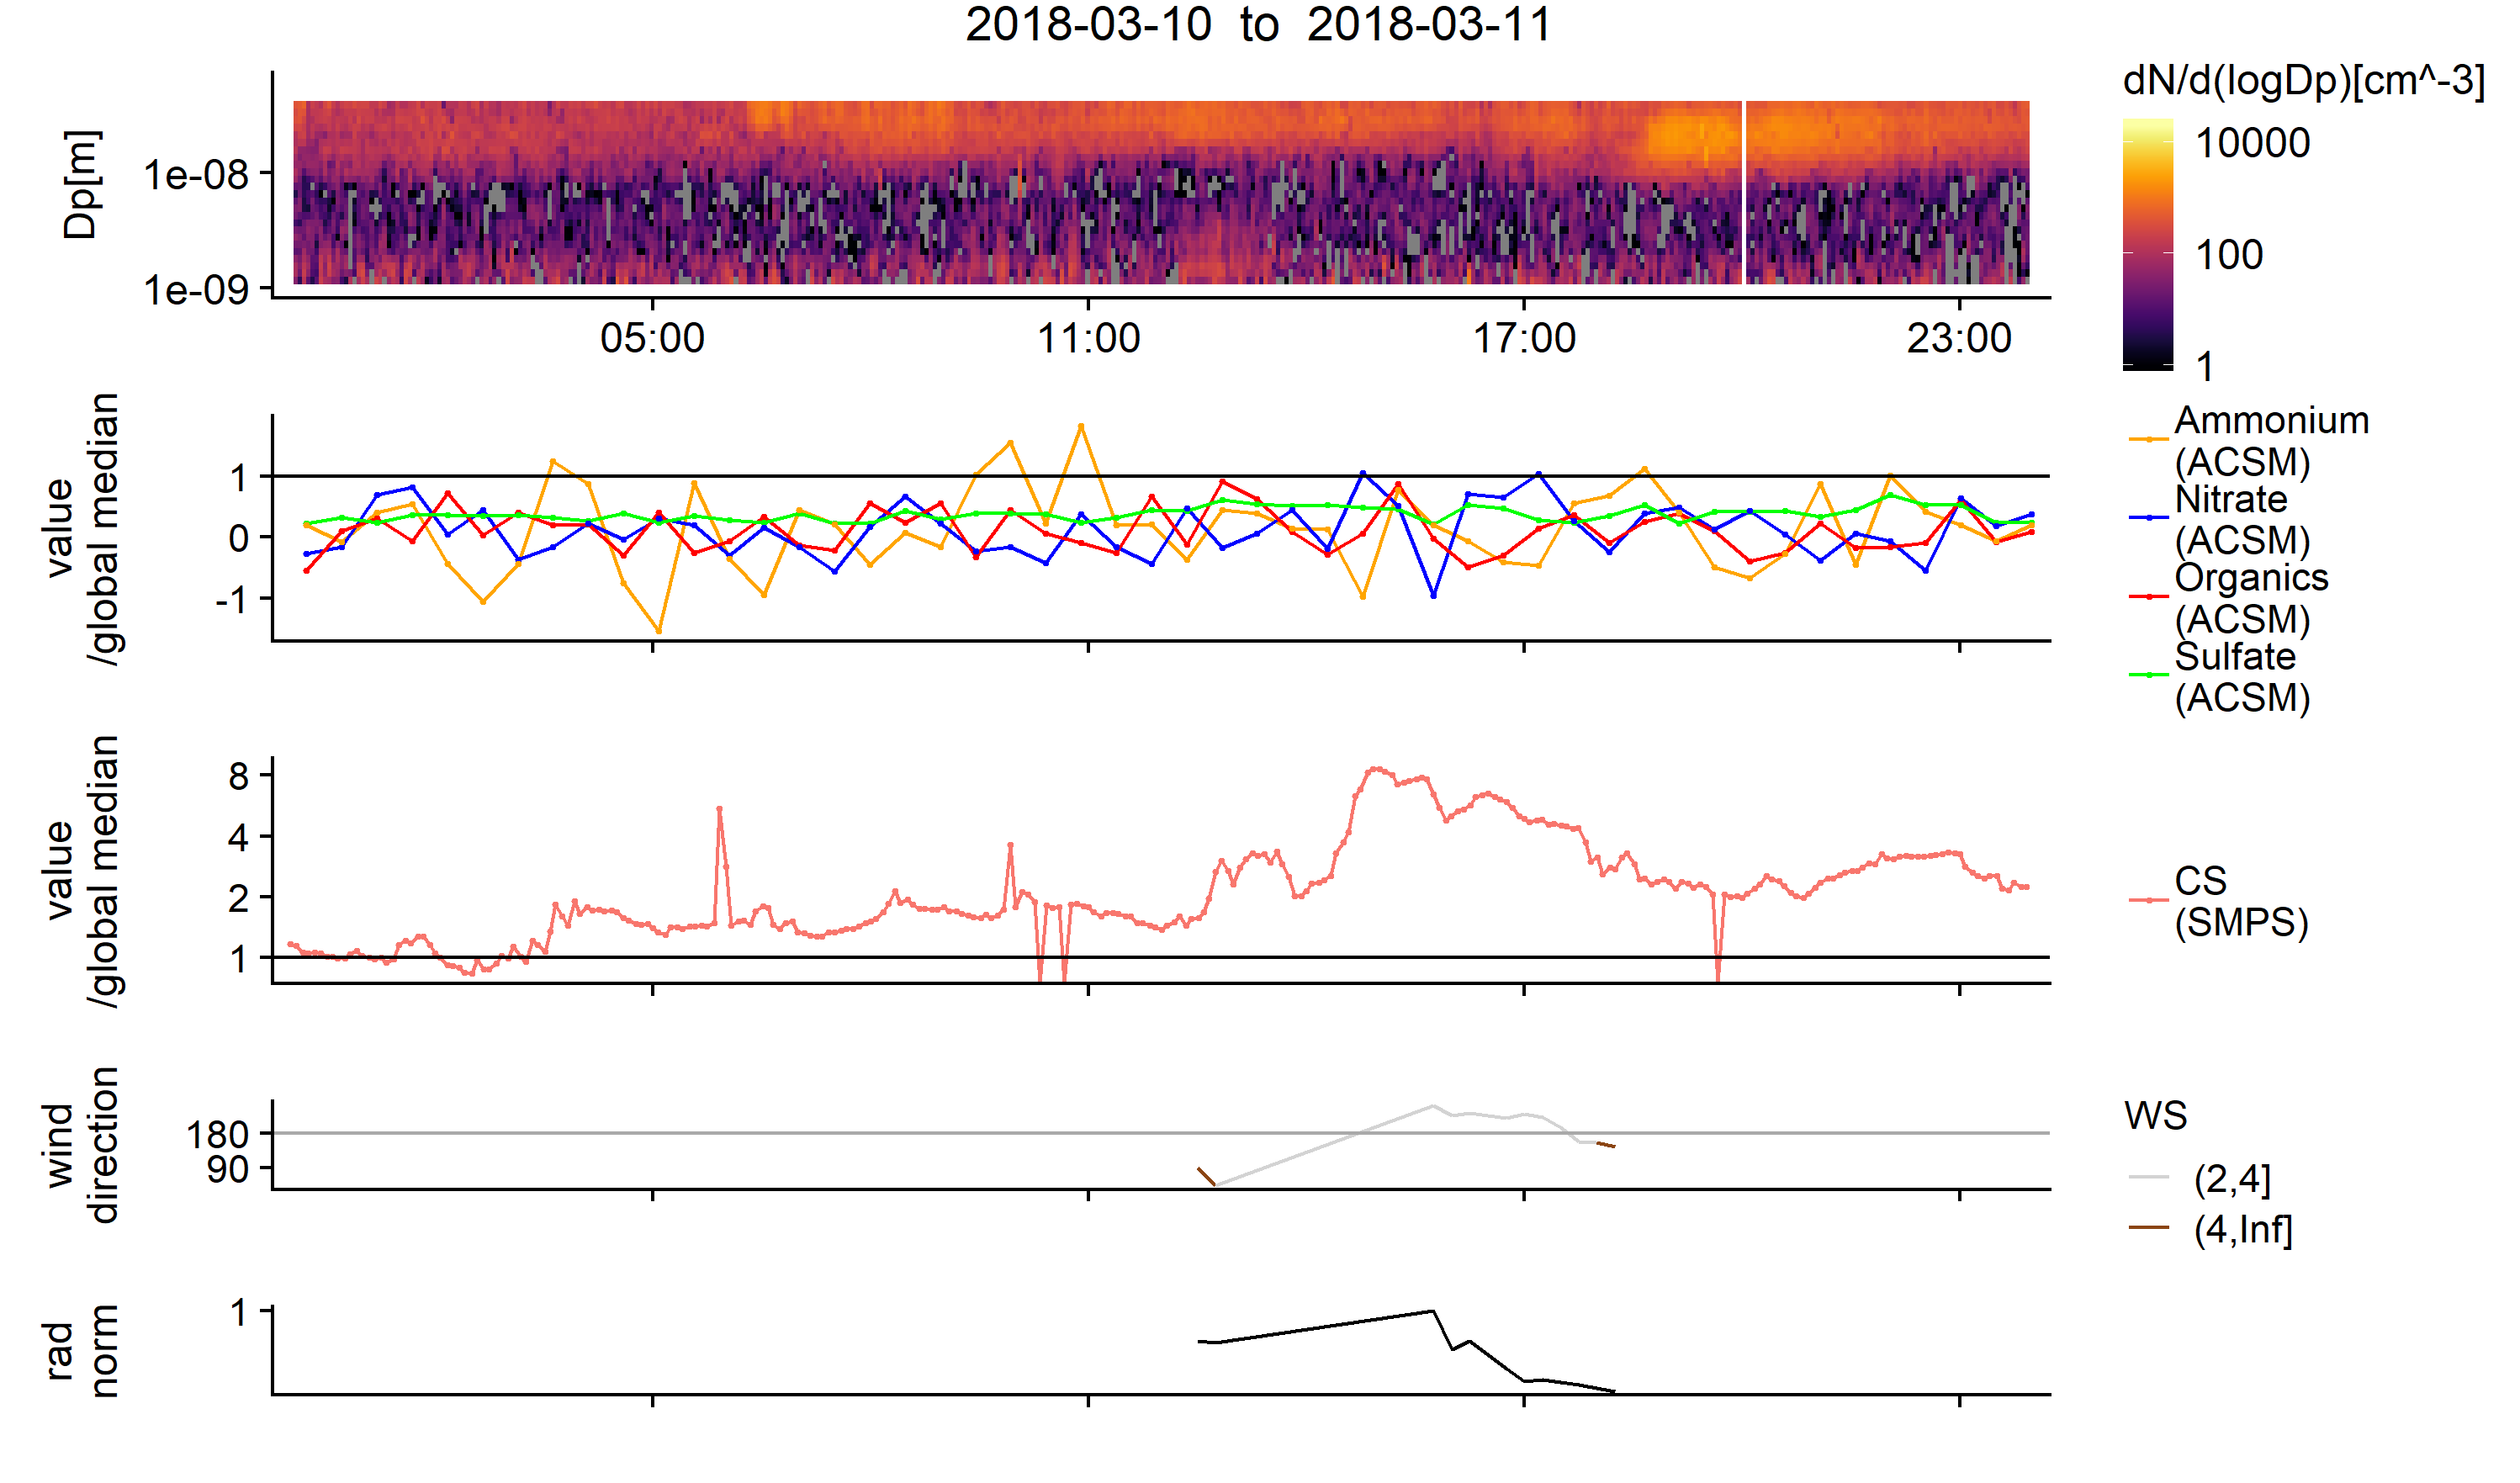 2018-03-10 to 2018-03-11
Dp[m]
1e-08
1e-09
05:00
11:00
17:00
23:00
dN/d(logDp)[cm^-3]
10000
100
1
value
/global median
1
0
-1
Ammonium
(ACSM)
Nitrate
(ACSM)
Organics
(ACSM)
Sulfate
(ACSM)
value
/global median
8
4
2
1
CS
(SMPS)
wind
direction
180
90
WS
(2,4]
(4,Inf]
rad
norm
1